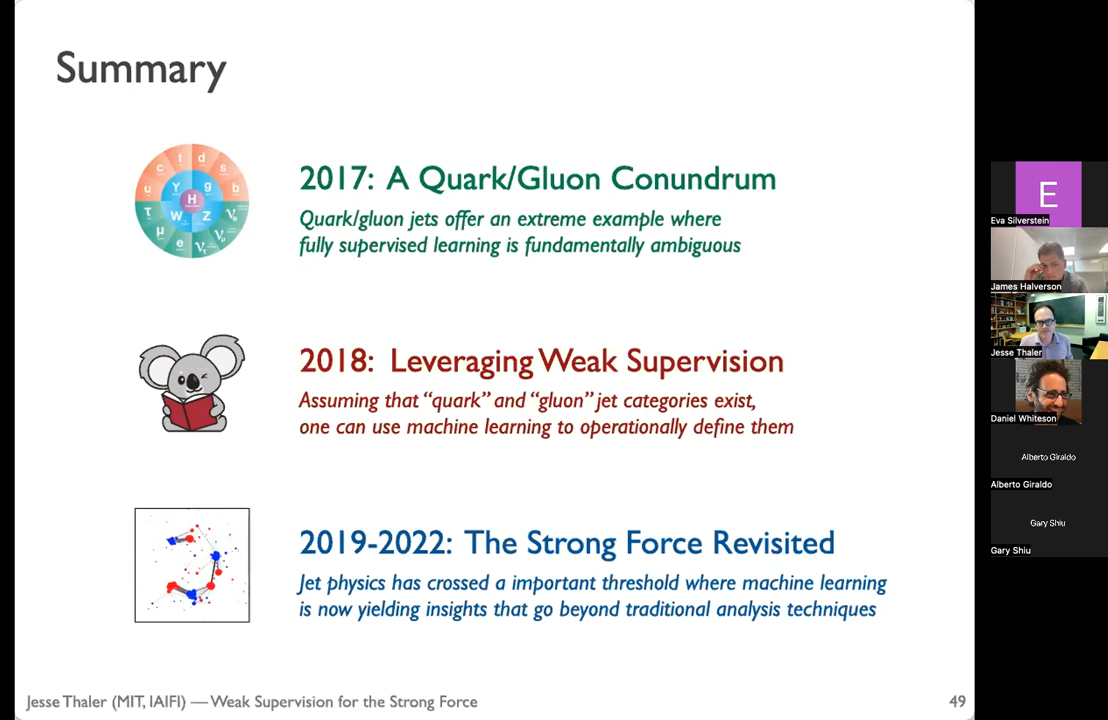 Summary
t
d
c
s
u
γ
g
b
H
τ
W
Z
νe
μ
e
ντ
νμ
2017: A Quark/Gluon Conundrum
Quark/gluon jets offer an extreme example where
fully supervised learning is fundamentally ambiguous
2018: Leveraging Weak Supervision
Assuming that “quark” and “gluon” jet categories exist,
one can use machine learning to operationally define them
2019-2022: The Strong Force Revisited
Jet physics has crossed a important threshold where machine learning
is now yielding insights that go beyond traditional analysis techniques
Jesse Thaler (MIT, IAIFI) — Weak Supervision for the Strong Force
49
E
Eva Silverstein
James Halverson
Jesse Thaler
Daniel Whiteson
Alberto Giraldo
Alberto Giraldo
Gary Shiu
Gary Shiu